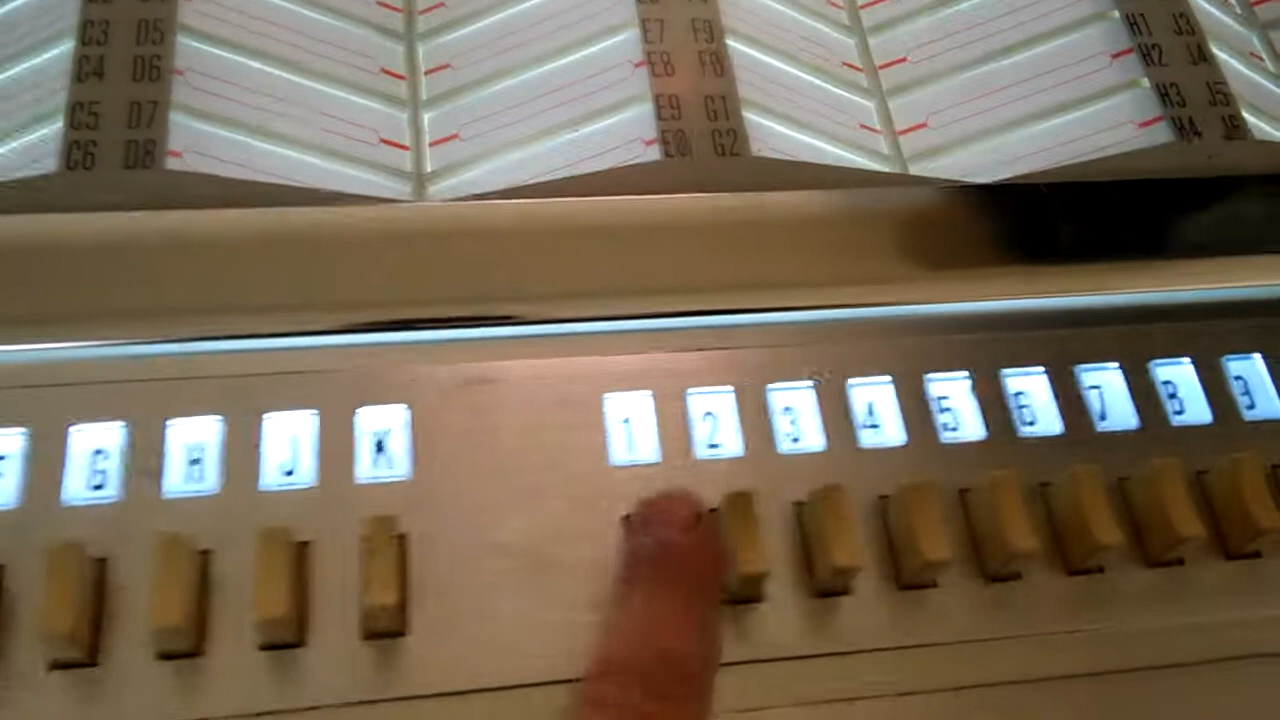 C3 D5 E7 F9 H1 J3
C4 D6 E8 F0 H2 J4
C5 D7 E9 G1 H3 J5
C6 D8 E0 G2 H4 J6
F G H J K 1 2 3 4 5 6 7 8 9